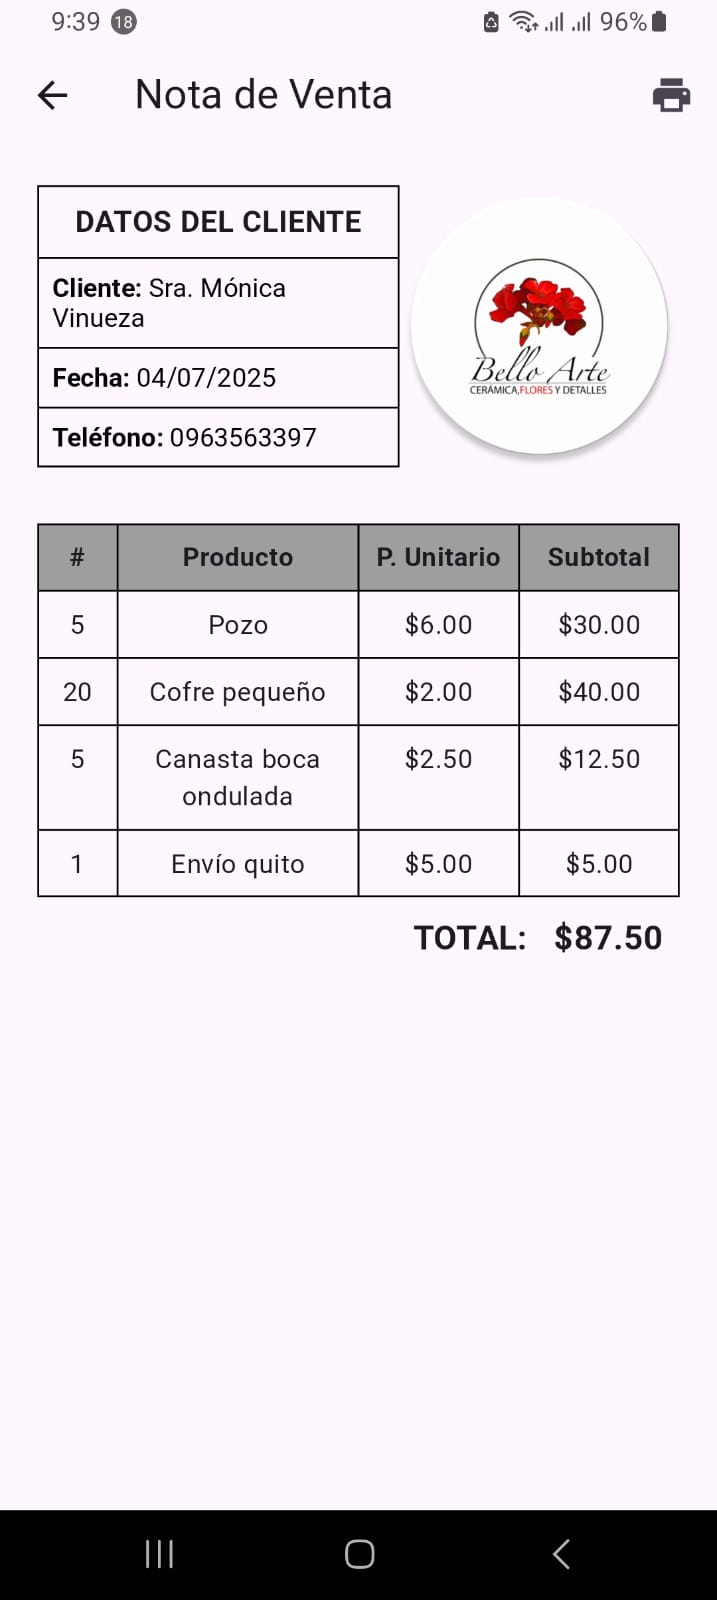 9:39 18 96%
Nota de Venta
DATOS DEL CLIENTE
Cliente: Sra. Mónica
Vinueza
Fecha: 04/07/2025
Teléfono: 0963563397
Bello Arte
CERÁMICA,FLORES Y DETALLES
# Producto P. Unitario Subtotal
5 Pozo $6.00 $30.00
20 Cofre pequeño $2.00 $40.00
5 Canasta boca $2.50 $12.50
ondulada
1 Envío quito $5.00 $5.00
TOTAL: $87.50